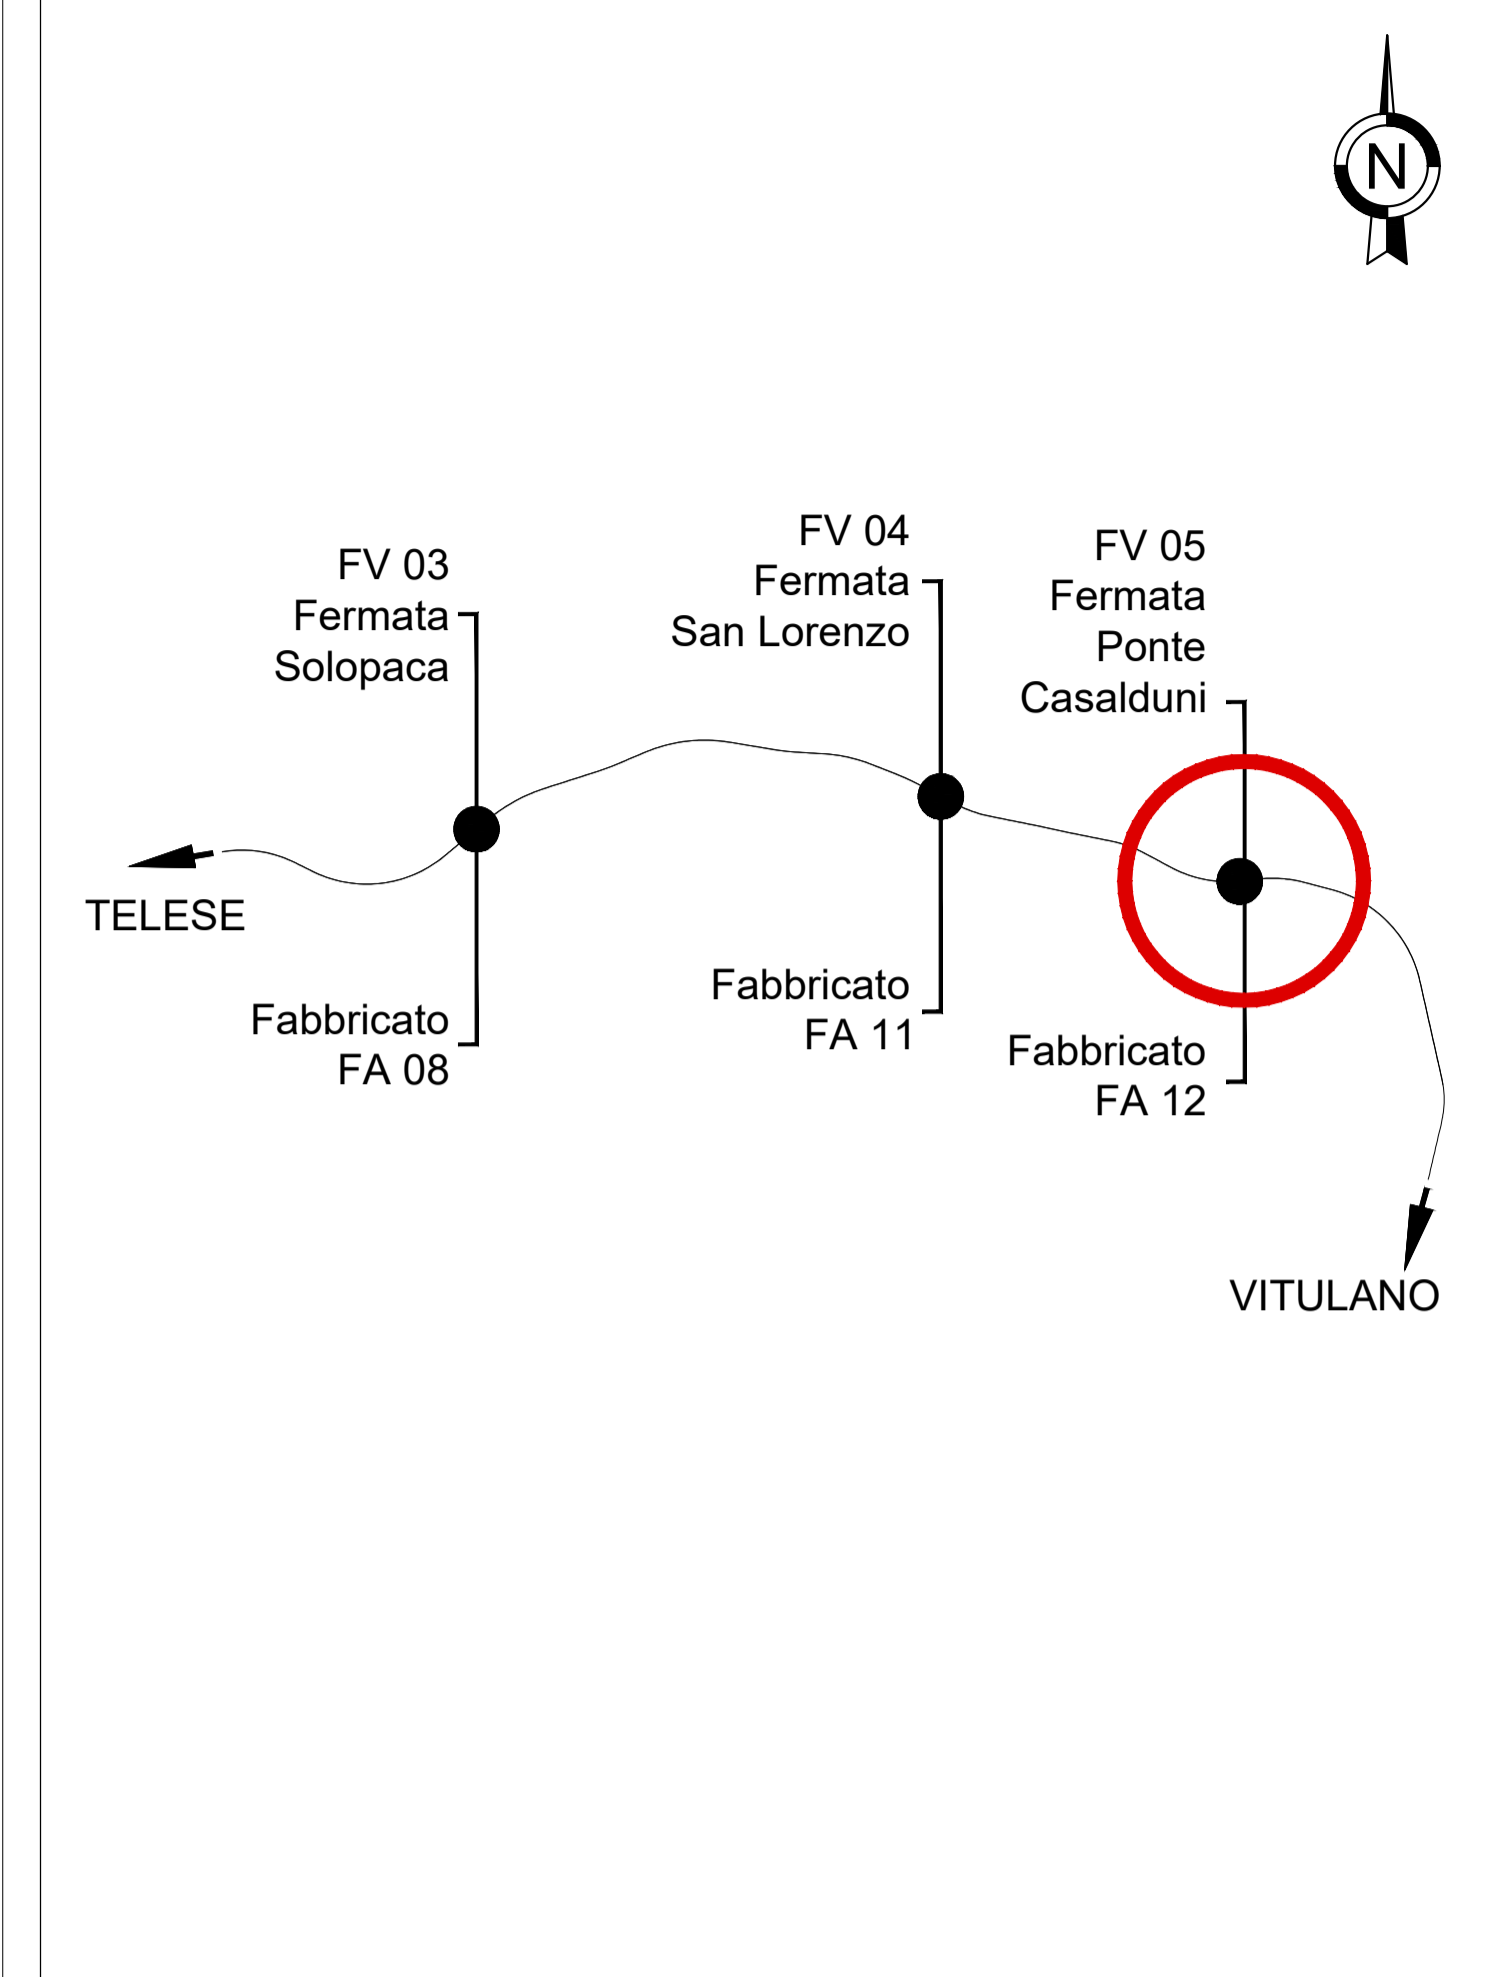 N
FV 03
Fermata
Solopaca
FV 04
Fermata
San Lorenzo
FV 05
Fermata
Ponte
Casalduni
TELESE
Fabbricato
FA 08
Fabbricato
FA 11
Fabbricato
FA 12
VITULANO